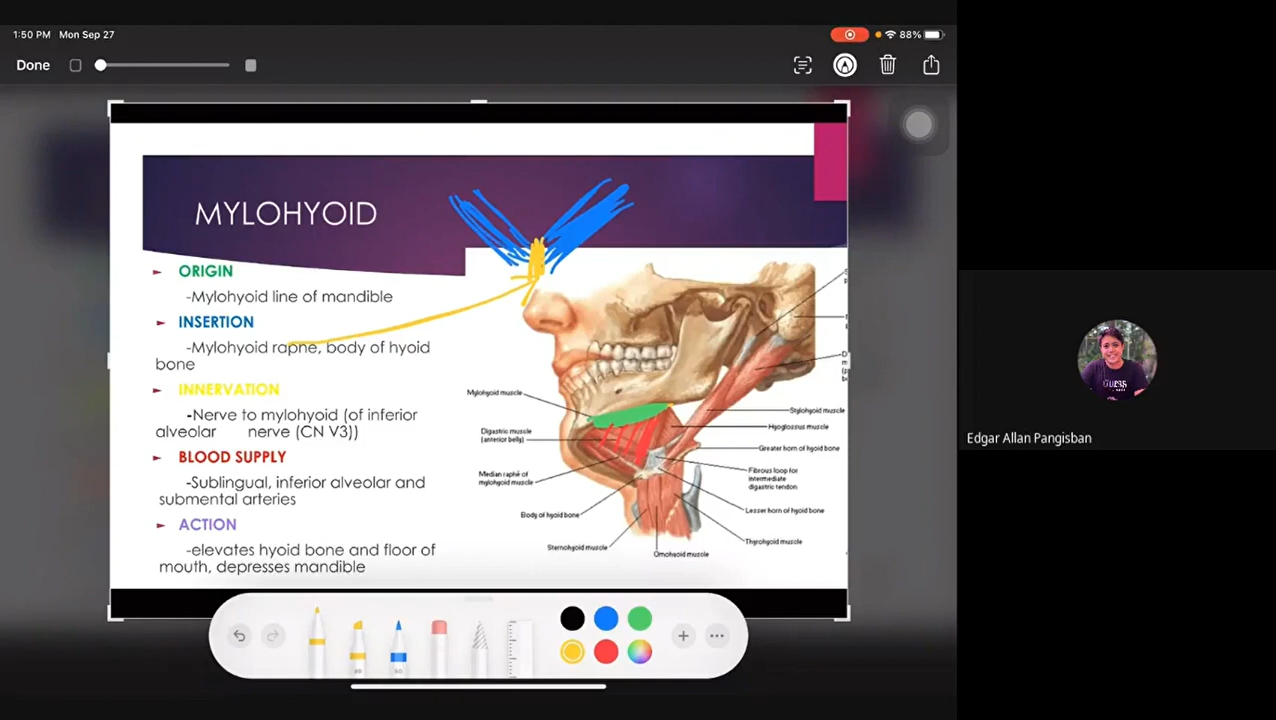 1:50 PM Mon Sep 27
88%
Done
MYLOHYOID
ORIGIN
-Mylohyoid line of mandible
INSERTION
-Mylohyoid rapne, body of hyoid
bone
INNERVATION
-Nerve to mylohyoid (of inferior
alveolar nerve (CN V3))
BLOOD SUPPLY
-Sublingual, inferior alveolar and
submental arteries
ACTION
-elevates hyoid bone and floor of
mouth, depresses mandible
Mylohyoid muscle
Digastric muscle
(anterior belly)
Median raphé of
mylohyoid muscle
Body of hyoid bone
Sternohyoid muscle
Omohyoid muscle
Stylohyoid muscle
Hyoglossus muscle
Greater horn of hyoid bone
Fibrous loop for
intermediate
digastric tendon
Lesser horn of hyoid bone
Thyrohyoid muscle
Edgar Allan Pangisban